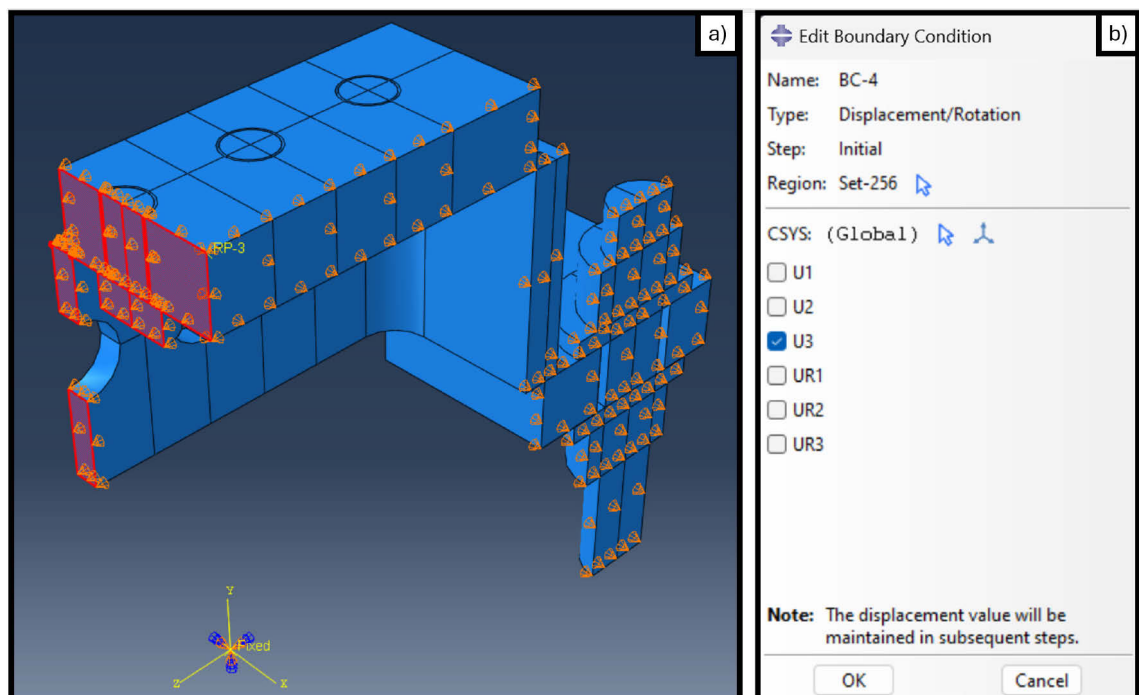 a)
RP-3
Y
Fixed
Z
X
b)
Edit Boundary Condition
Name: BC-4
Type: Displacement/Rotation
Step: Initial
Region: Set-256
CSYS: (Global)
U1
U2
U3
UR1
UR2
UR3
Note: The displacement value will be
maintained in subsequent steps.
OK Cancel